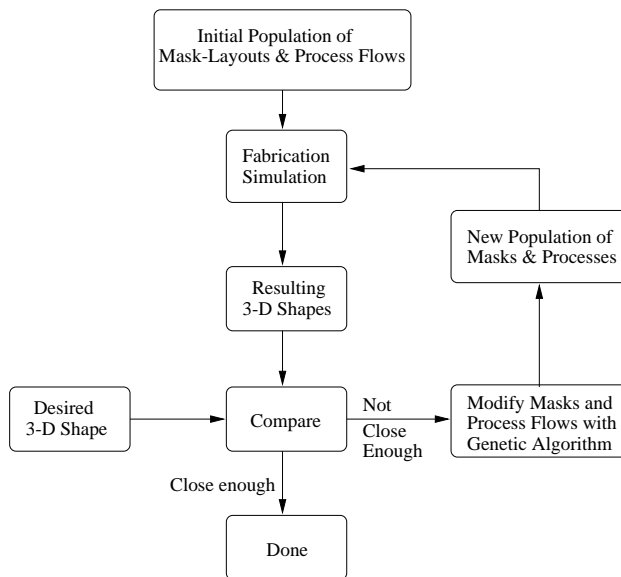 Initial Population of
Mask-Layouts & Process Flows
Fabrication
Simulation
New Population of
Masks & Processes
Resulting
3-D Shapes
Desired
3-D Shape
Compare
Not
Close
Enough
Modify Masks and
Process Flows with
Genetic Algorithm
Close enough
Done